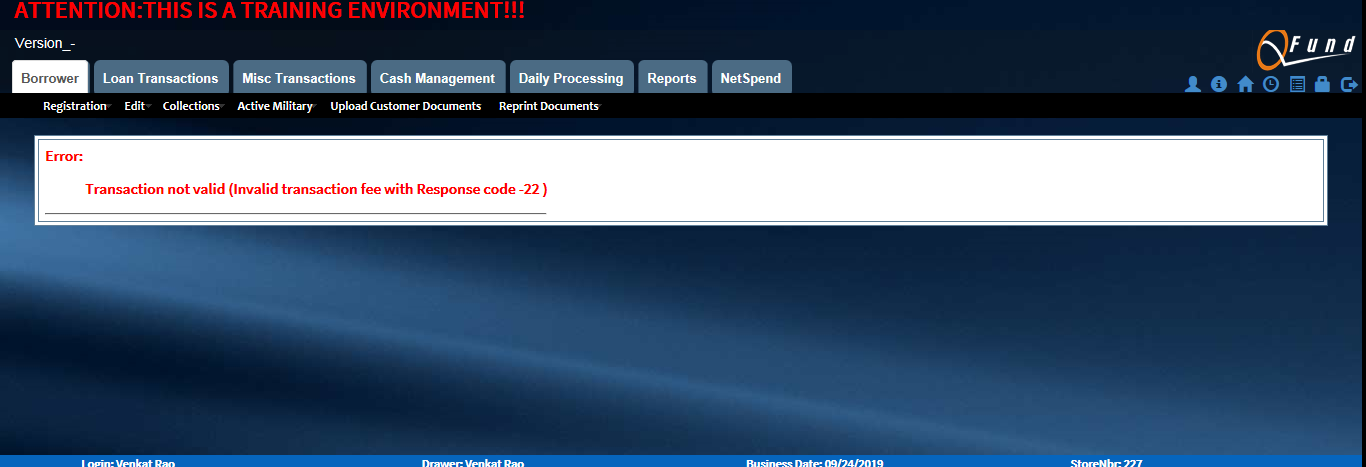 ATTENTION:THIS IS A TRAINING ENVIRONMENT!!!
Version_-
QFund
Borrower Loan Transactions Misc Transactions Cash Management Daily Processing Reports NetSpend
Registration Edit Collections Active Military Upload Customer Documents Reprint Documents
Error:
Transaction not valid (Invalid transaction fee with Response code -22 )
Login: Venkat Rao Drawer: Venkat Rao Business Date: 09/24/2019 StoreNbr: 227